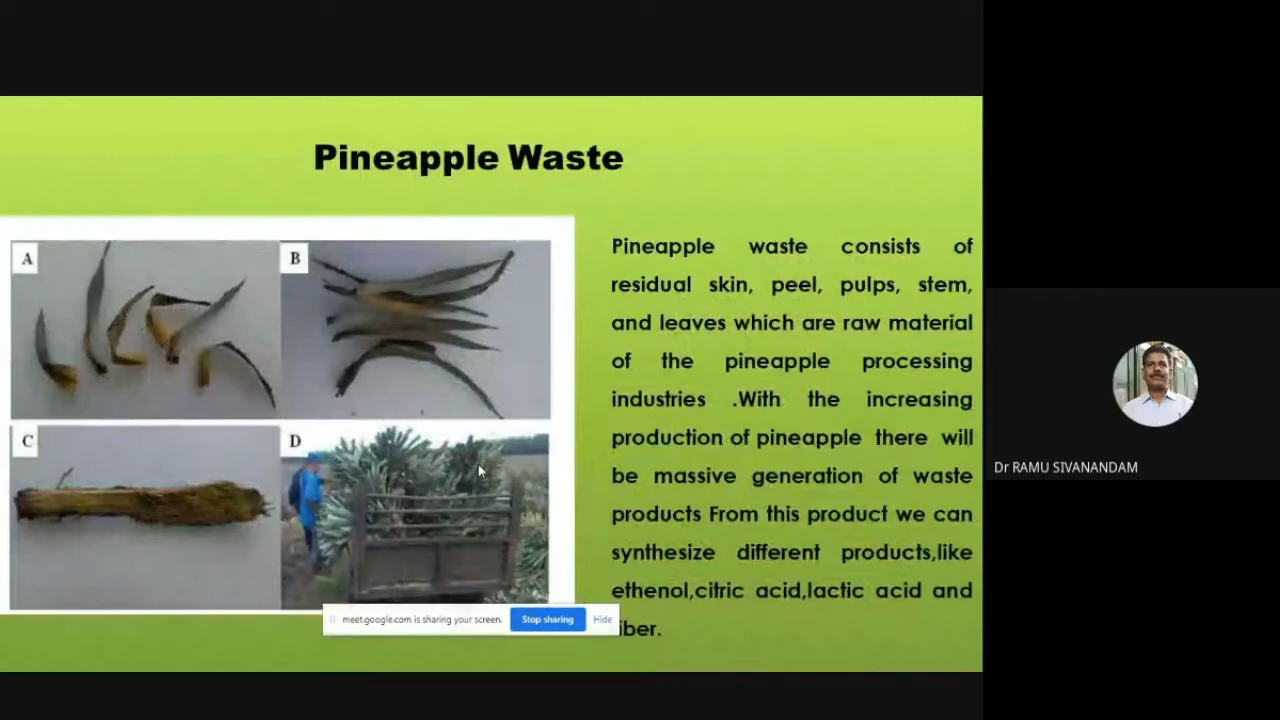 Pineapple Waste
A
B
C
D
Pineapple waste consists of
residual skin, peel, pulps, stem,
and leaves which are raw material
of the pineapple processing
industries .With the increasing
production of pineapple there will
be massive generation of waste
products From this product we can
synthesize different products,like
ethenol,citric acid,lactic acid and
iber.
meet.google.com is sharing your screen.
Stop sharing
Hide
Dr RAMU SIVANANDAM